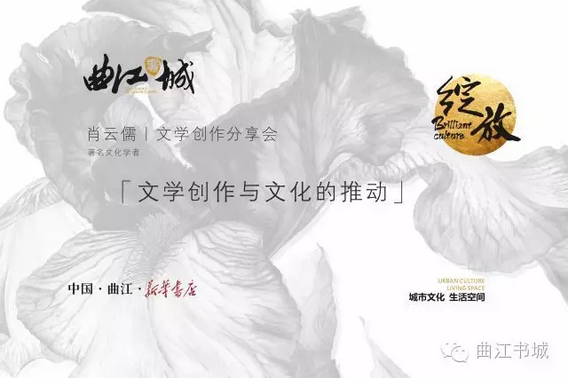 曲江書城
肖云儒｜文学创作分享会
著名文化学者
绽放
Brilliant
culture
「文学创作与文化的推动」
中国·曲江·新华书店
URBAN CULTURE
LIVING SPACE
城市文化 生活空间
曲江书城